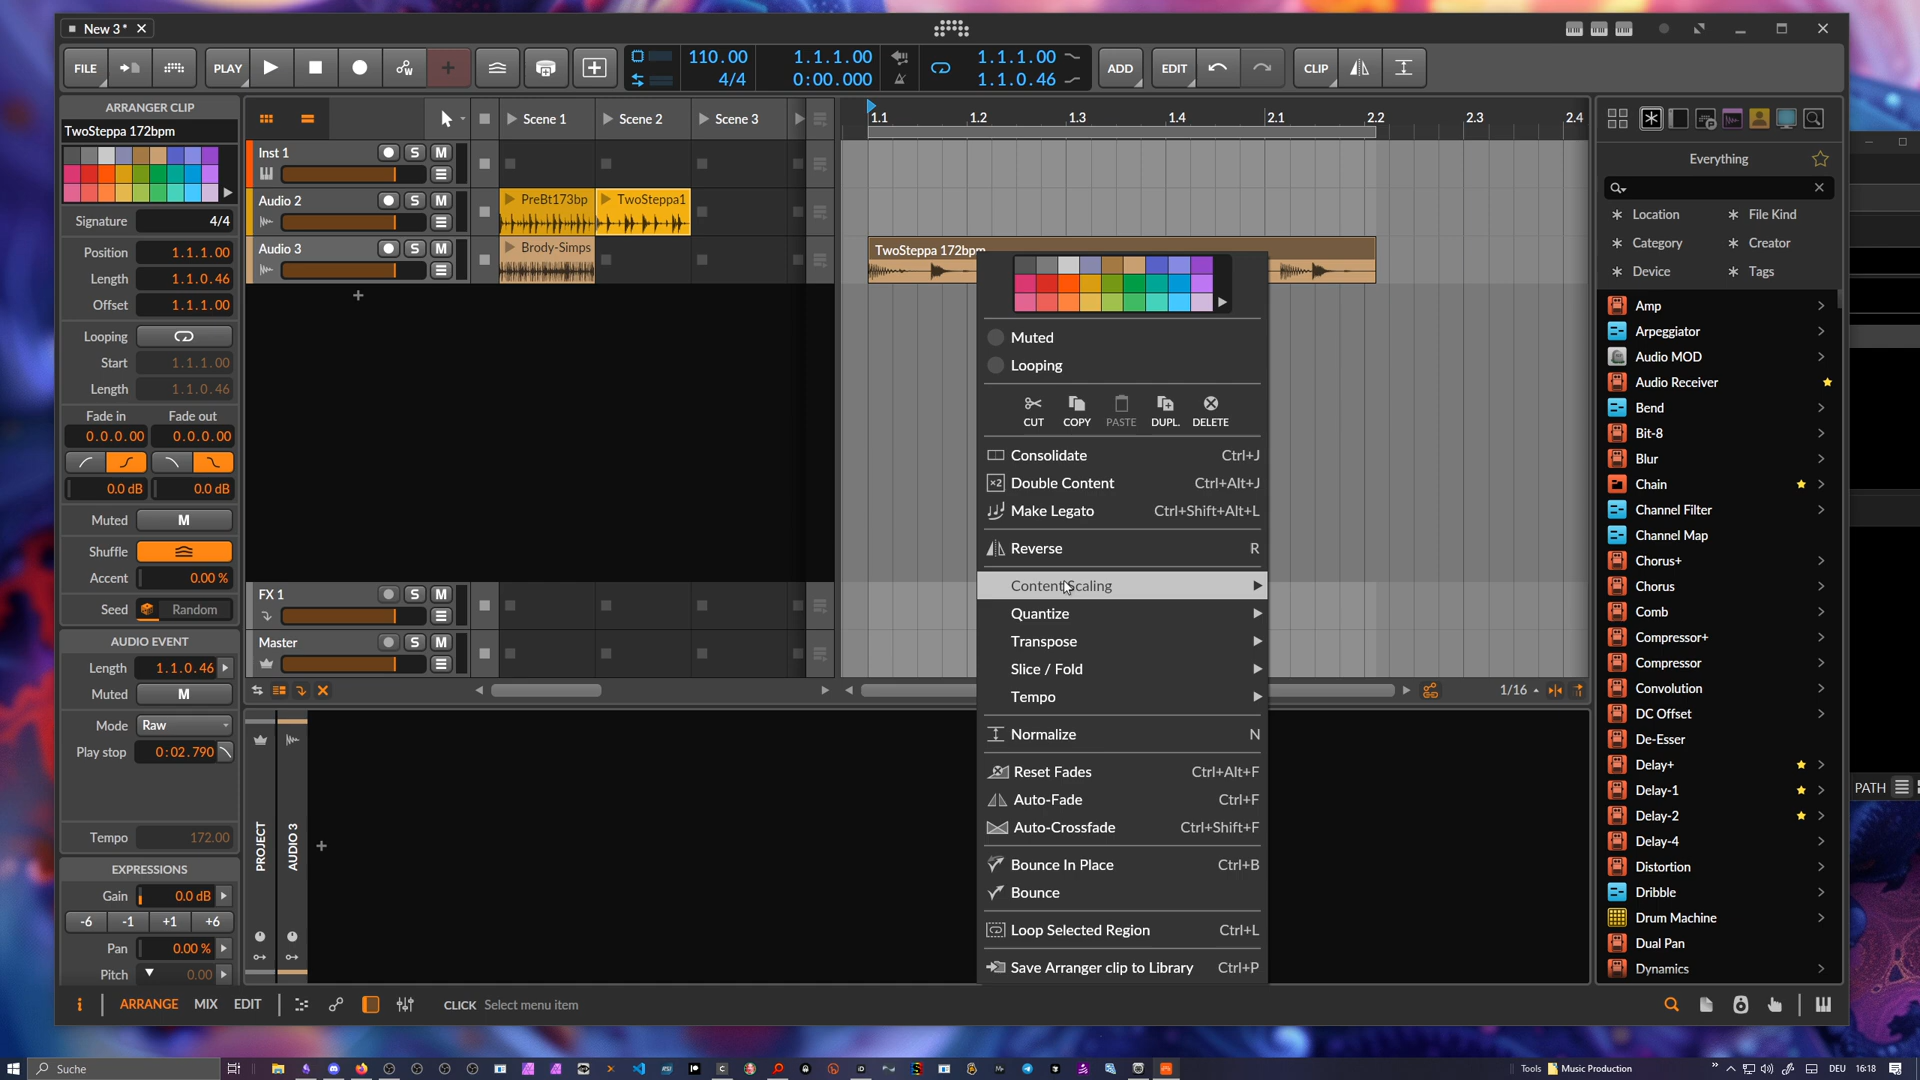 New 3*
FILE
PLAY
110.00
4/4
1.1.1.00
0:00.000
1.1.1.00
1.1.0.46
ADD
EDIT
CLIP
ARRANGER CLIP
TwoSteppa 172bpm
Signature 4/4
Position 1.1.1.00
Length 1.1.0.46
Offset 1.1.1.00
Looping
Start 1.1.1.00
Length 1.1.0.46
Fade in Fade out
0.0.0.00 0.0.0.00
0.0 dB 0.0 dB
Muted M
Shuffle
Accent 0.00 %
Seed Random
AUDIO EVENT
Length 1.1.0.46
Muted M
Mode Raw
Play stop 0:02.790
Tempo 172.00
EXPRESSIONS
Gain 0.0 dB
-6 -1 +1 +6
Pan 0.00 %
Pitch 0.00
Scene 1 Scene 2 Scene 3
Inst 1 S M
Audio 2 S M
PreBt173bp TwoSteppa1
Audio 3 S M
Brody-Simps
FX 1 S M
Master S M
1.1 1.2 1.3 1.4 2.1 2.2 2.3 2.4
TwoSteppa 172bpm
Muted
Looping
CUT COPY PASTE DUPL. DELETE
Consolidate Ctrl+J
Double Content Ctrl+Alt+J
Make Legato Ctrl+Shift+Alt+L
Reverse R
Content Scaling
Quantize
Transpose
Slice / Fold
Tempo
Normalize N
Reset Fades Ctrl+Alt+F
Auto-Fade Ctrl+F
Auto-Crossfade Ctrl+Shift+F
Bounce In Place Ctrl+B
Bounce
Loop Selected Region Ctrl+L
Save Arranger clip to Library Ctrl+P
1/16
PROJECT
AUDIO 3
Everything
Location File Kind
Category Creator
Device Tags
Amp
Arpeggiator
Audio MOD
Audio Receiver
Bend
Bit-8
Blur
Chain
Channel Filter
Channel Map
Chorus+
Chorus
Comb
Compressor+
Compressor
Convolution
DC Offset
De-Esser
Delay+
Delay-1
Delay-2
Delay-4
Distortion
Dribble
Drum Machine
Dual Pan
Dynamics
PATH
ARRANGE MIX EDIT
CLICK Select menu item
Suche
Tools Music Production
DEU 16:18